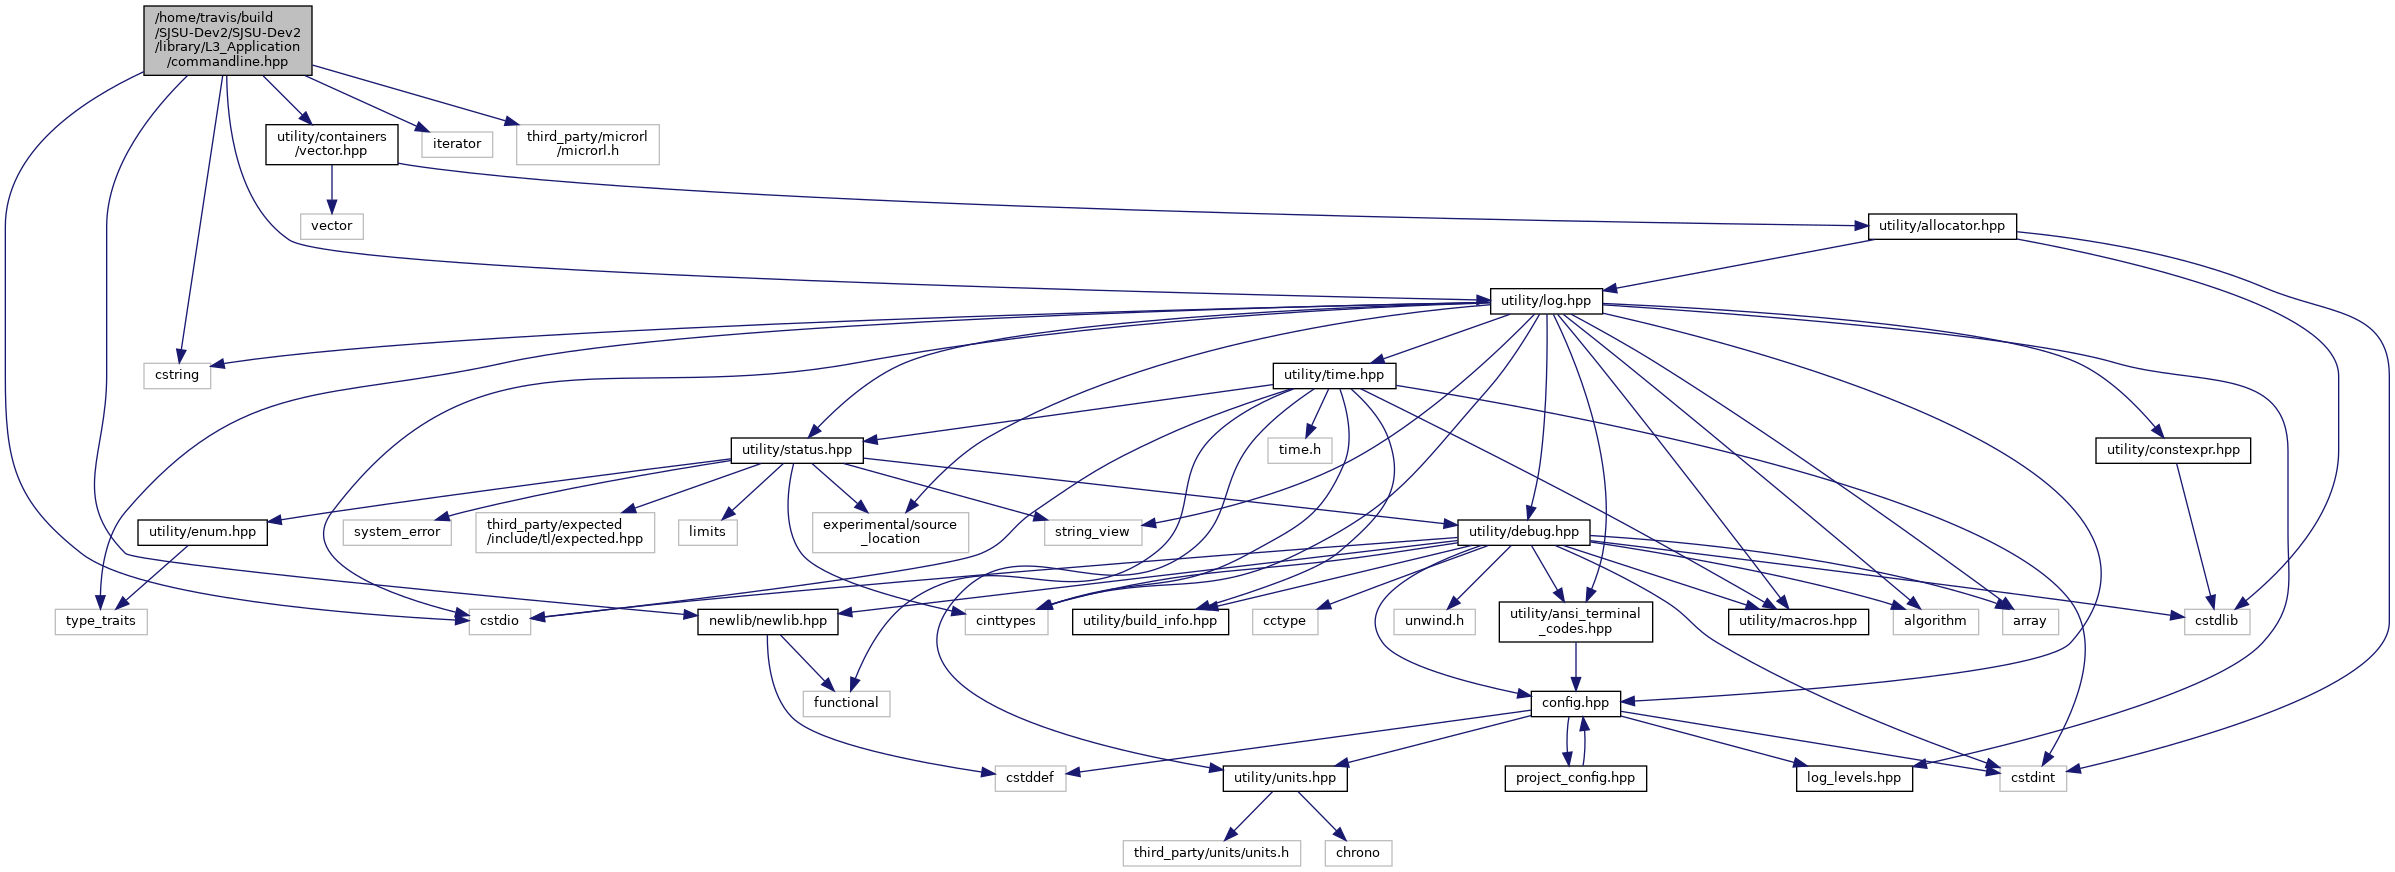 /home/travis/build
/SJSU-Dev2/SJSU-Dev2
/library/L3_Application
/commandline.hpp
utility/containers
/vector.hpp
iterator
third_party/microrl
/microrl.h
vector
utility/allocator.hpp
utility/log.hpp
cstring
utility/time.hpp
utility/status.hpp
time.h
utility/constexpr.hpp
utility/enum.hpp
system_error
third_party/expected
/include/tl/expected.hpp
limits
experimental/source
_location
string_view
utility/debug.hpp
type_traits
cstdio
newlib/newlib.hpp
cinttypes
utility/build_info.hpp
cctype
unwind.h
utility/ansi_terminal
_codes.hpp
utility/macros.hpp
algorithm
array
cstdlib
functional
config.hpp
cstddef
utility/units.hpp
project_config.hpp
log_levels.hpp
cstdint
third_party/units/units.h
chrono